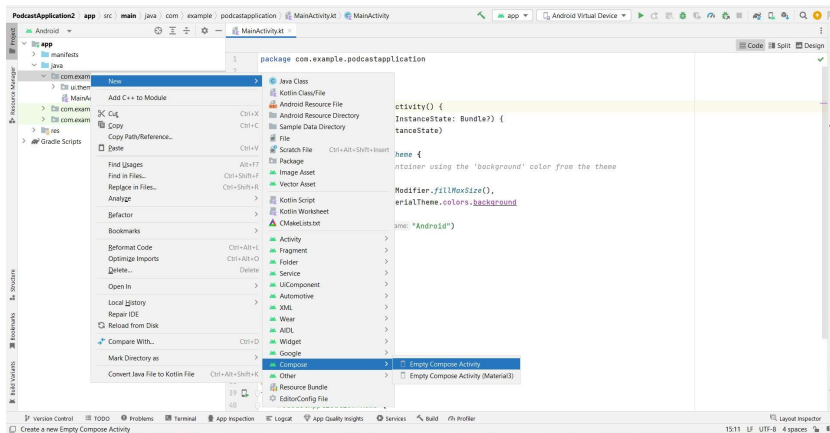 PodcastApplication2 app src main java com example podcastapplication MainActivity.kt MainActivity app Android Virtual Device
Project Android MainActivity.kt Code Split Design
app
manifests
java
com.exam
ui.them
MainAc
com.exam
com.exam
res
Gradle Scripts
Resource Manager
Structure
Bookmarks
Build Variants
1 package com.example.podcastapplication
2
ctivity() {
InstanceState: Bundle?) {
tanceState)
heme {
ntainer using the 'background' color from the theme
Modifier.fillMaxSize(),
erialTheme.colors.background
ame: "Android")
39
40
New
Add C++ to Module
Cut Ctrl+X
Copy Ctrl+C
Copy Path/Reference...
Paste Ctrl+V
Find Usages Alt+F7
Find in Files... Ctrl+Shift+F
Replace in Files... Ctrl+Shift+R
Analyze
Refactor
Bookmarks
Reformat Code Ctrl+Alt+L
Optimize Imports Ctrl+Alt+O
Delete... Delete
Open In
Local History
Repair IDE
Reload from Disk
Compare With... Ctrl+D
Mark Directory as
Convert Java File to Kotlin File Ctrl+Alt+Shift+K
Java Class
Kotlin Class/File
Android Resource File
Android Resource Directory
Sample Data Directory
File
Scratch File Ctrl+Alt+Shift+Insert
Package
Image Asset
Vector Asset
Kotlin Script
Kotlin Worksheet
CMakeLists.txt
Activity
Fragment
Folder
Service
UiComponent
Automotive
XML
Wear
AIDL
Widget
Google
Compose
Other
Resource Bundle
EditorConfig File
Empty Compose Activity
Empty Compose Activity (Material3)
Version Control TODO Problems Terminal App Inspection Logcat App Quality Insights Services Build Profiler Layout Inspector
Create a new Empty Compose Activity 15:11 LF UTF-8 4 spaces